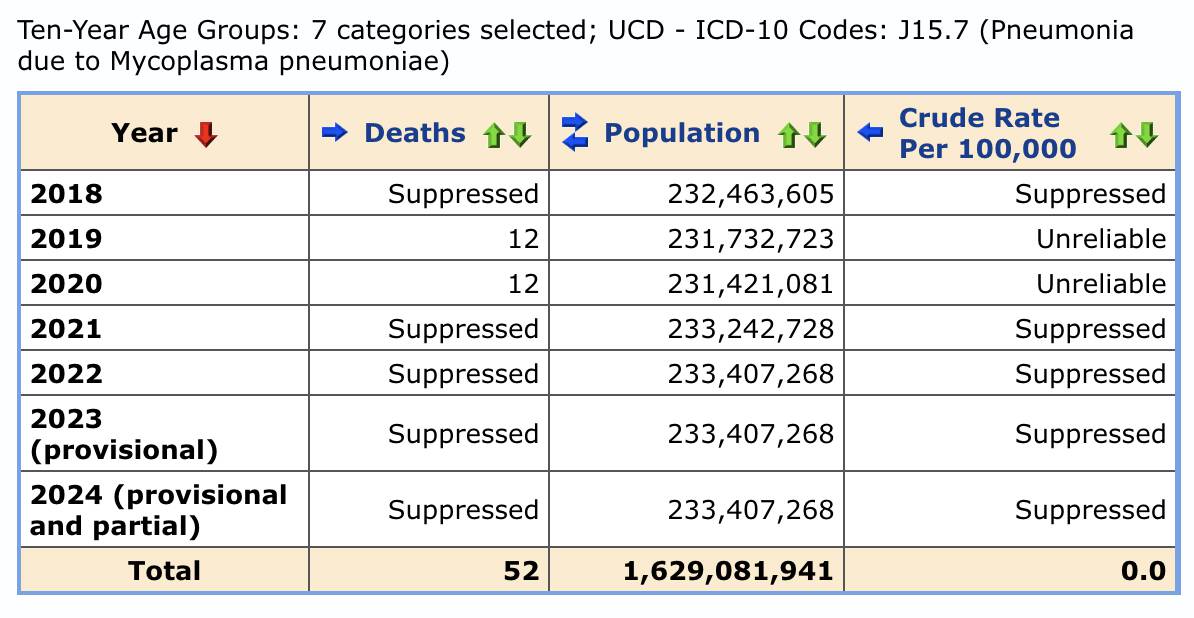 Ten-Year Age Groups: 7 categories selected; UCD - ICD-10 Codes: J15.7 (Pneumonia
due to Mycoplasma pneumoniae)
Year Deaths Population Crude Rate
Per 100,000
2018 Suppressed 232,463,605 Suppressed
2019 12 231,732,723 Unreliable
2020 12 231,421,081 Unreliable
2021 Suppressed 233,242,728 Suppressed
2022 Suppressed 233,407,268 Suppressed
2023
(provisional) Suppressed 233,407,268 Suppressed
2024 (provisional
and partial) Suppressed 233,407,268 Suppressed
Total 52 1,629,081,941 0.0